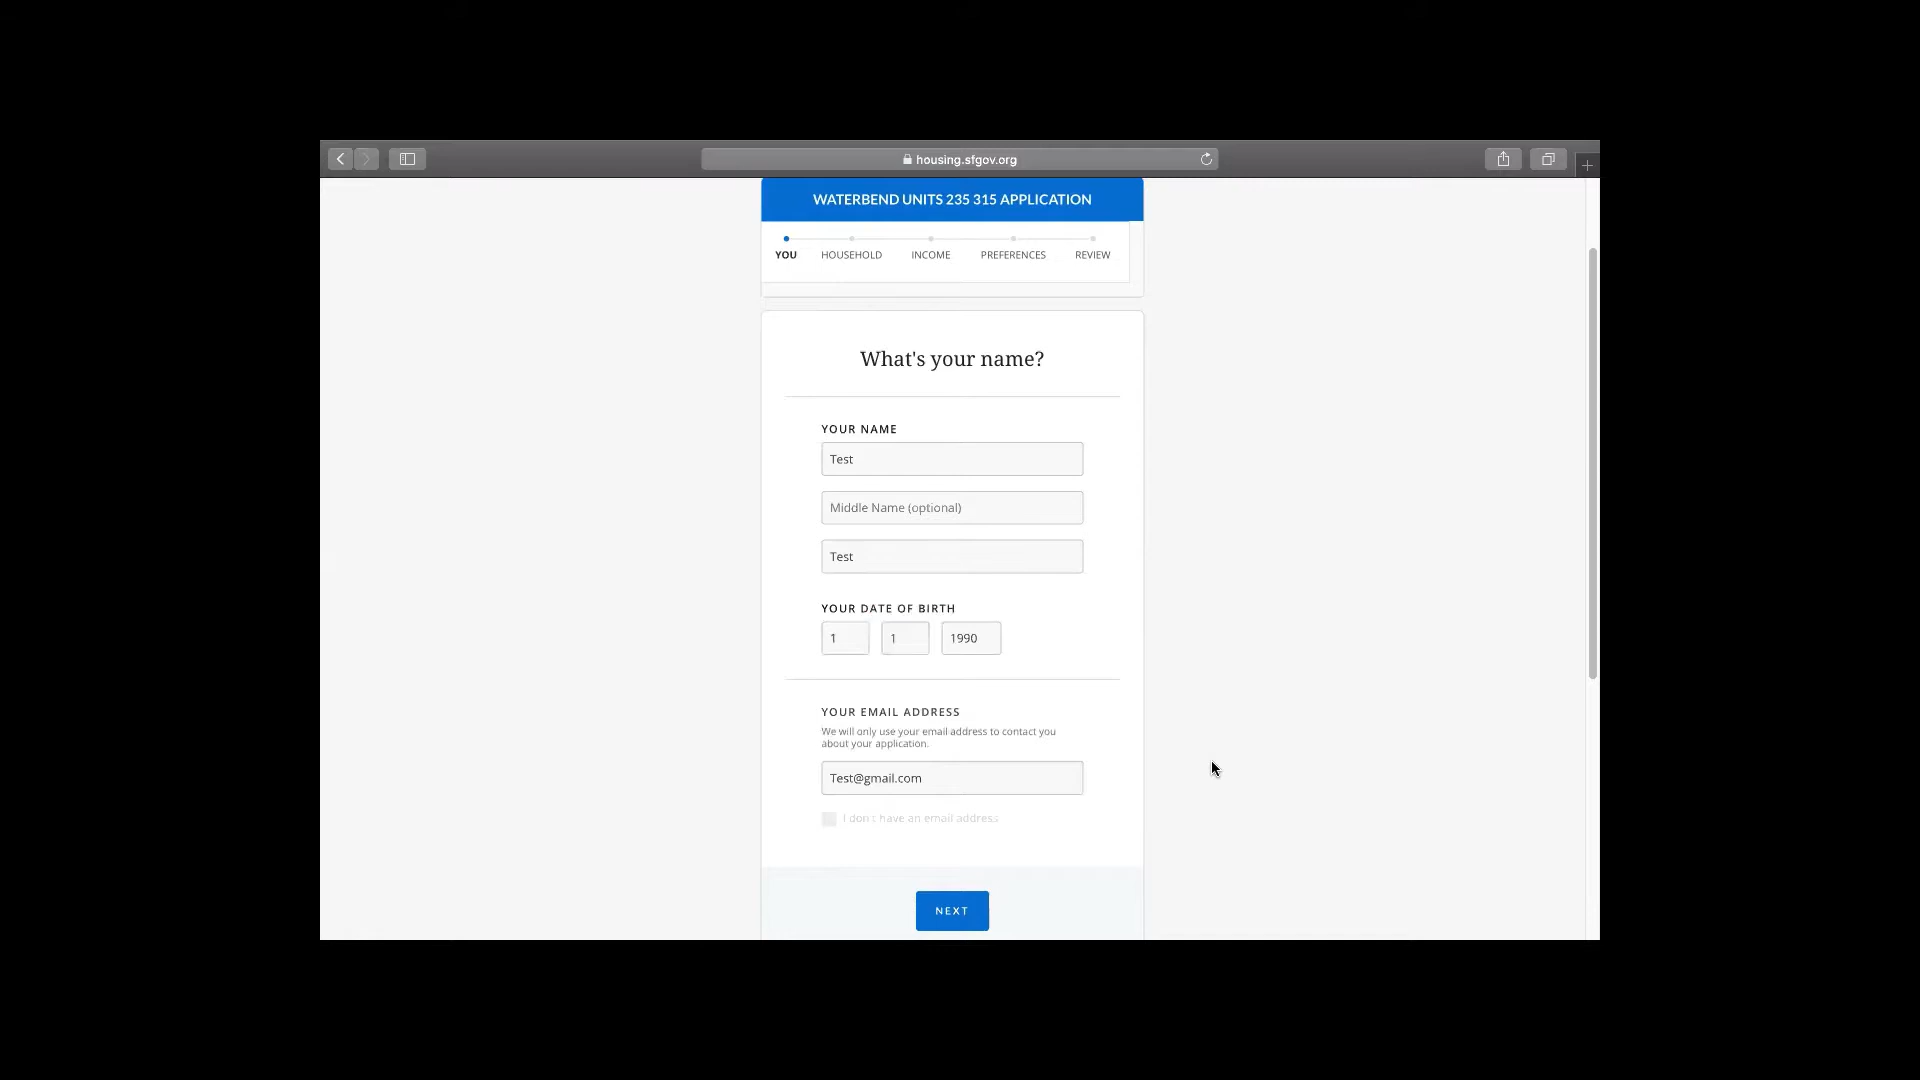 housing.sfgov.org
WATERBEND UNITS 235 315 APPLICATION
YOU HOUSEHOLD INCOME PREFERENCES REVIEW
What's your name?
YOUR NAME
Test
Middle Name (optional)
Test
YOUR DATE OF BIRTH
1 1 1990
YOUR EMAIL ADDRESS
We will only use your email address to contact you
about your application.
Test@gmail.com
I don't have an email address
NEXT